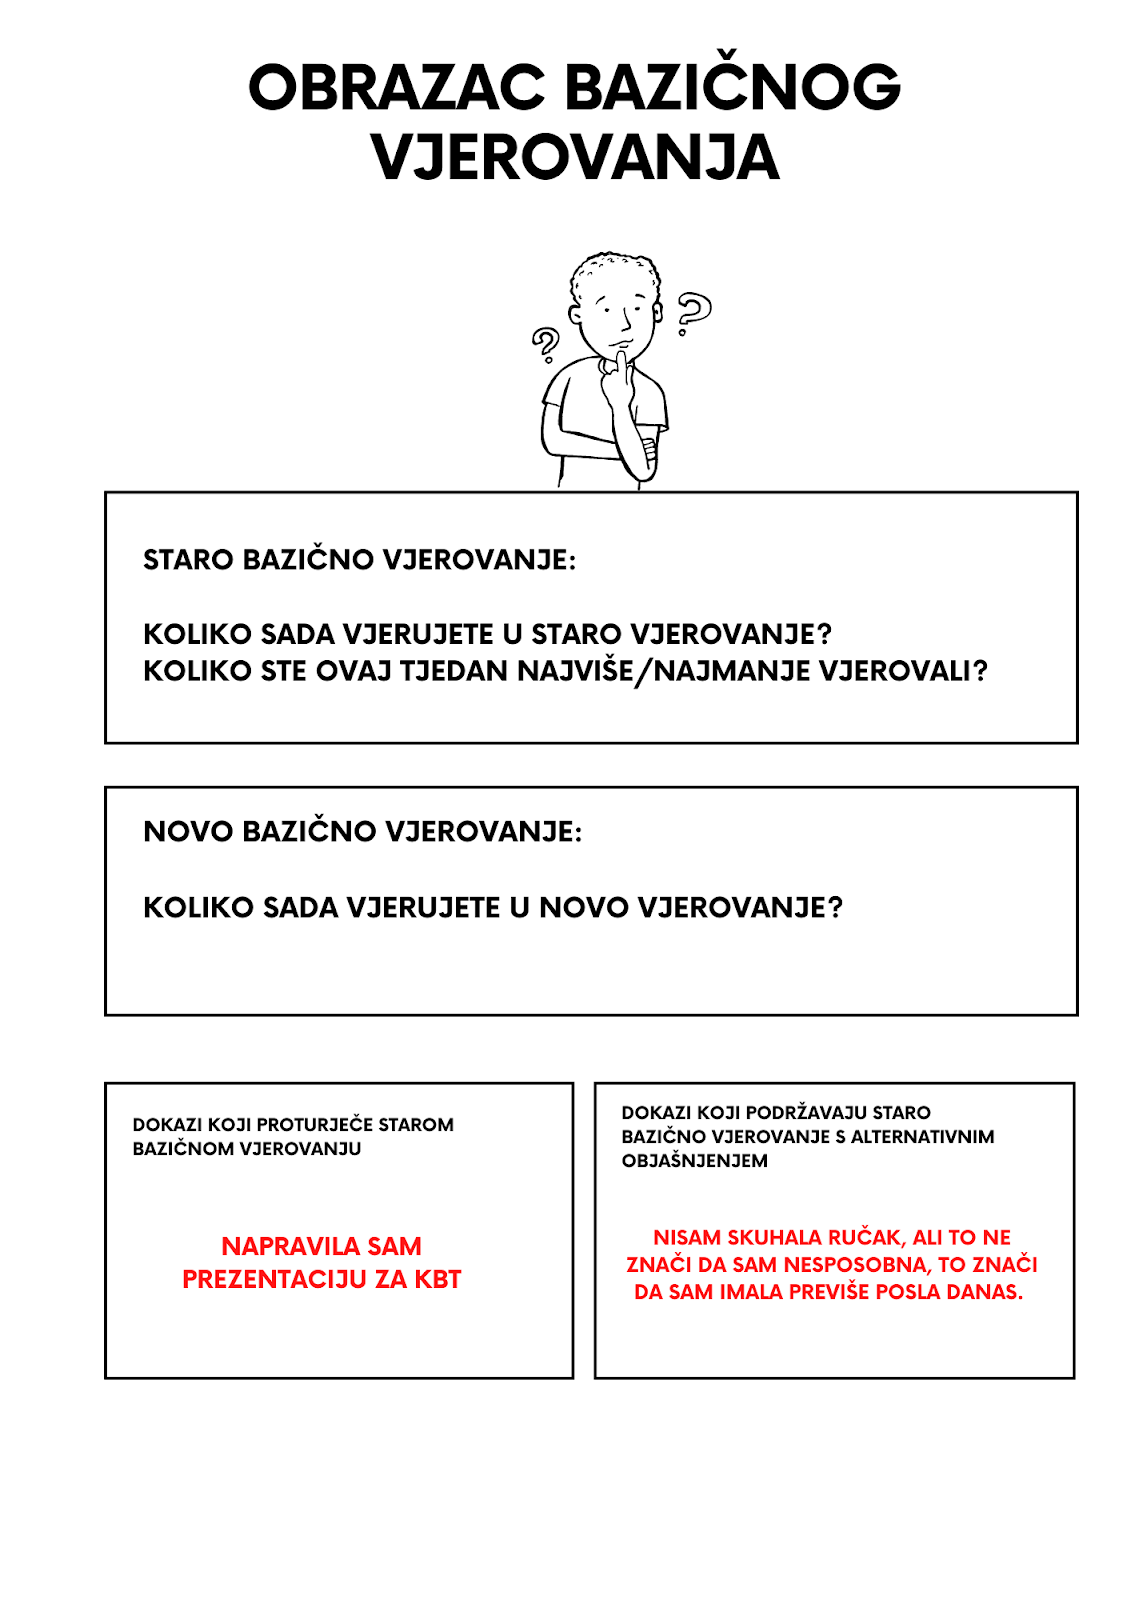 OBRAZAC BAZIČNOG
VJEROVANJA
? ?
STARO BAZIČNO VJEROVANJE:
KOLIKO SADA VJERUJETE U STARO VJEROVANJE?
KOLIKO STE OVAJ TJEDAN NAJVIŠE/NAJMANJE VJEROVALI?
NOVO BAZIČNO VJEROVANJE:
KOLIKO SADA VJERUJETE U NOVO VJEROVANJE?
DOKAZI KOJI PROTURJEČE STAROM
BAZIČNOM VJEROVANJU
NAPRAVILA SAM
PREZENTACIJU ZA KBT
DOKAZI KOJI PODRŽAVAJU STARO
BAZIČNO VJEROVANJE S ALTERNATIVNIM
OBJAŠNJENJEM
NISAM SKUHALA RUČAK, ALI TO NE
ZNAČI DA SAM NESPOSOBNA, TO ZNAČI
DA SAM IMALA PREVIŠE POSLA DANAS.